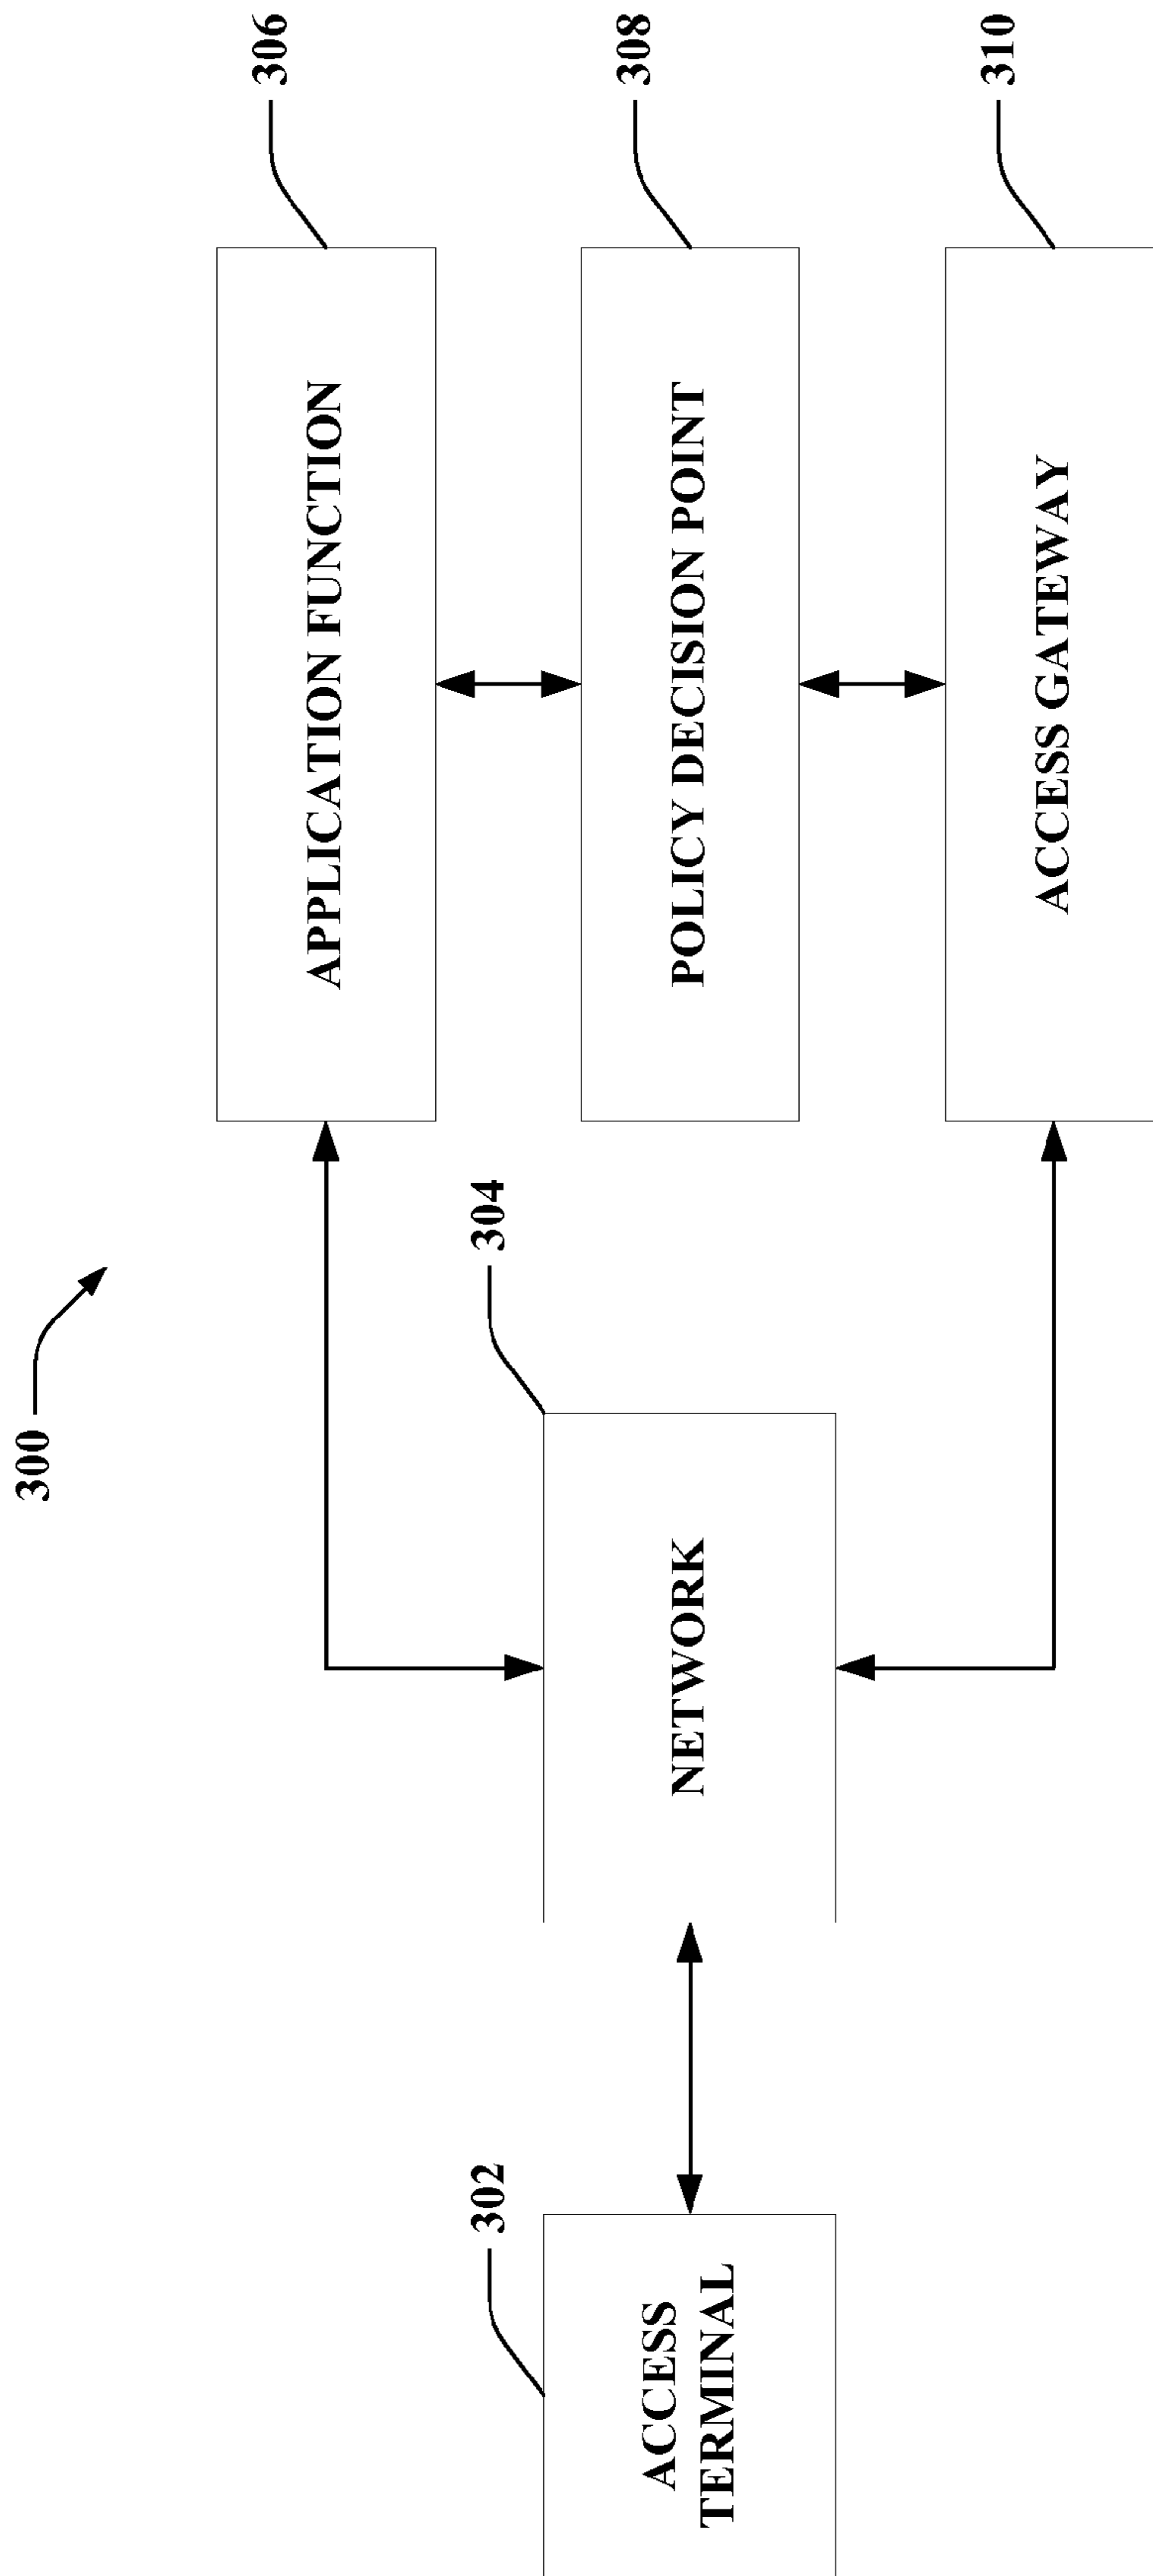 300
306
APPLICATION FUNCTION
302
ACCESS
TERMINAL
304
NETWORK
308
POLICY DECISION POINT
310
ACCESS GATEWAY